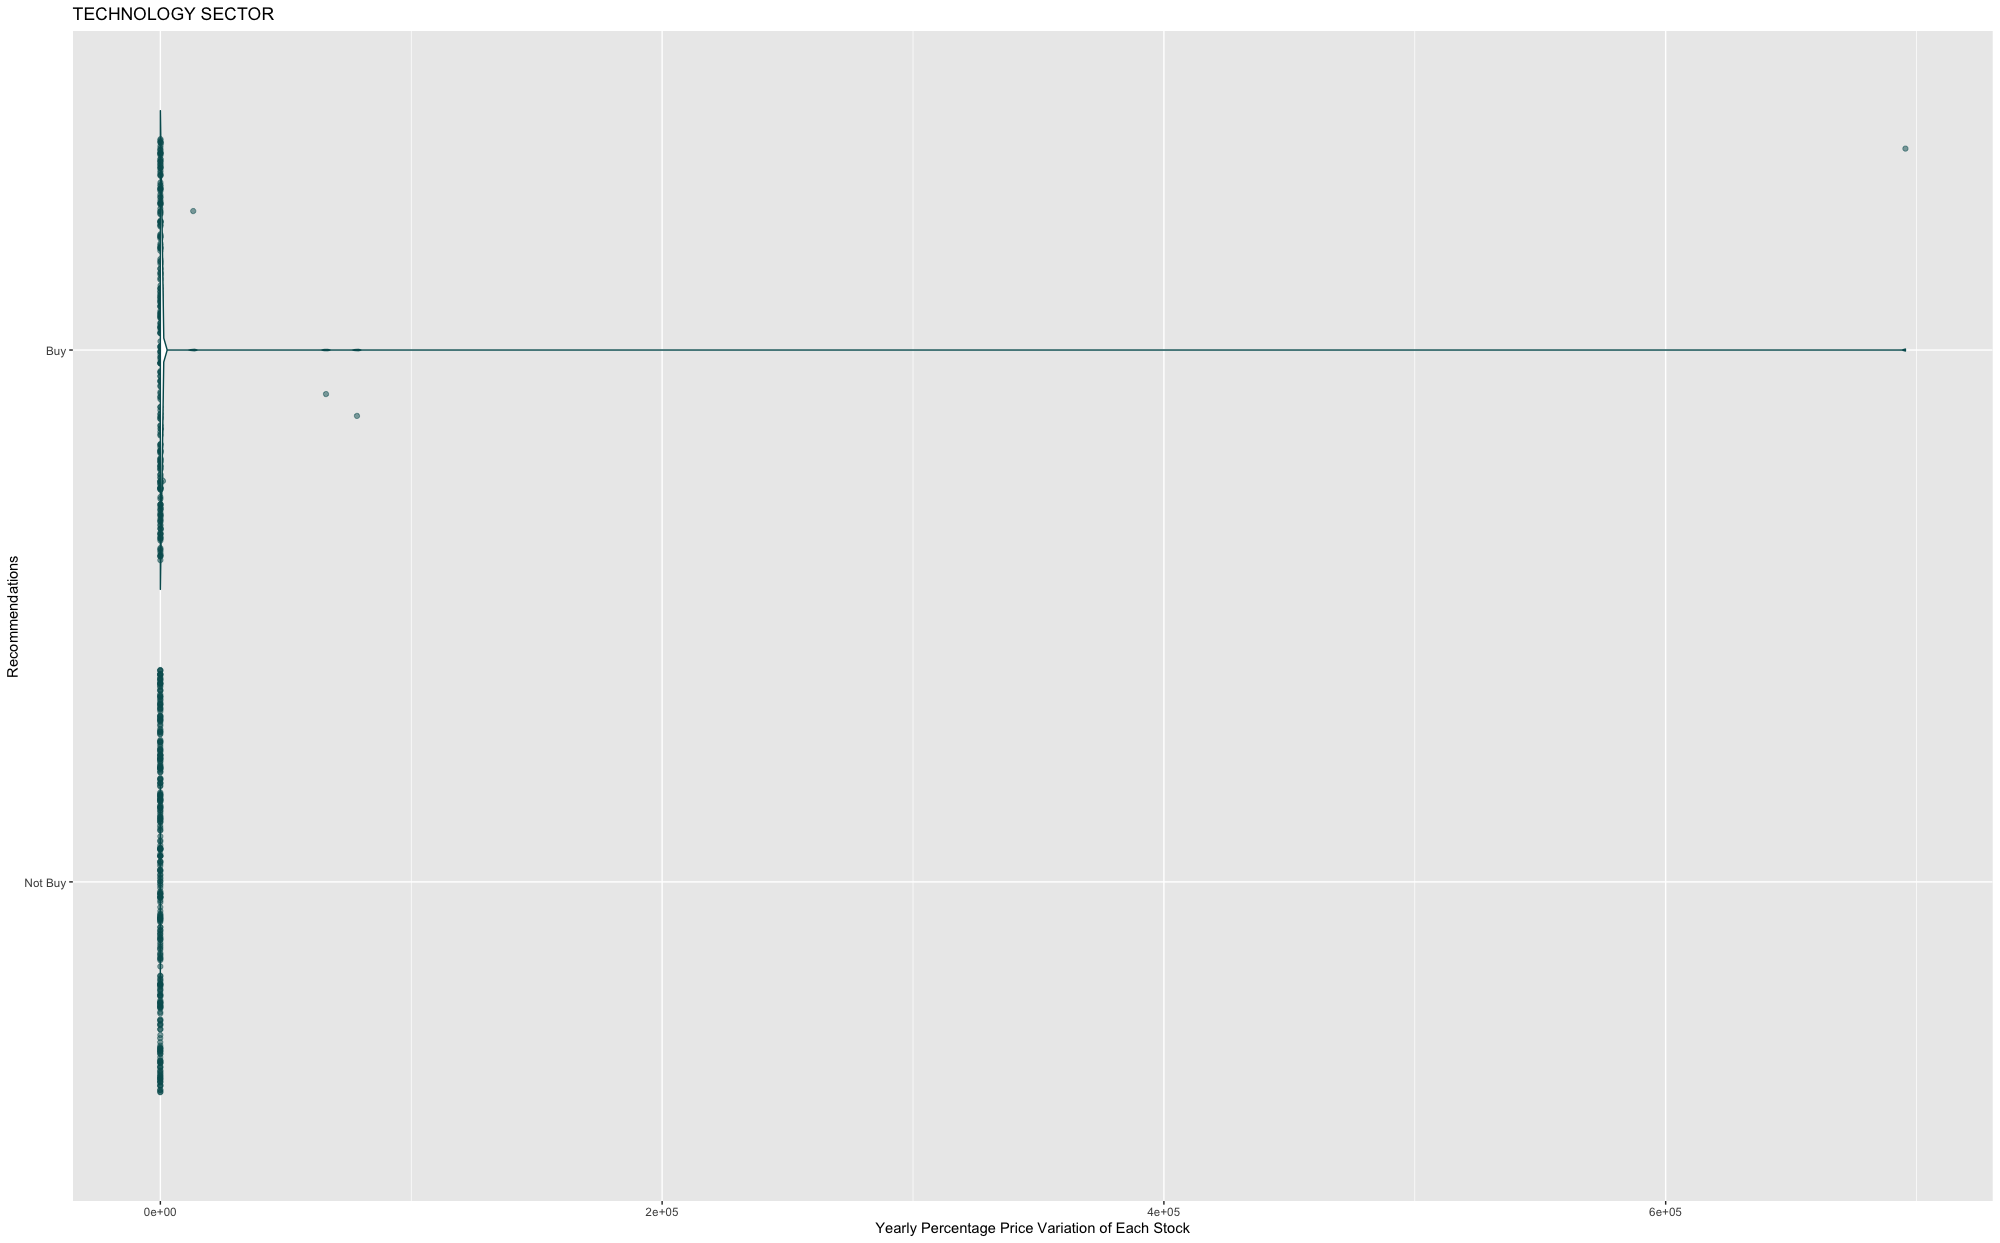 TECHNOLOGY SECTOR
Recommendations
Buy
Not Buy
0e+00 2e+05 4e+05 6e+05
Yearly Percentage Price Variation of Each Stock